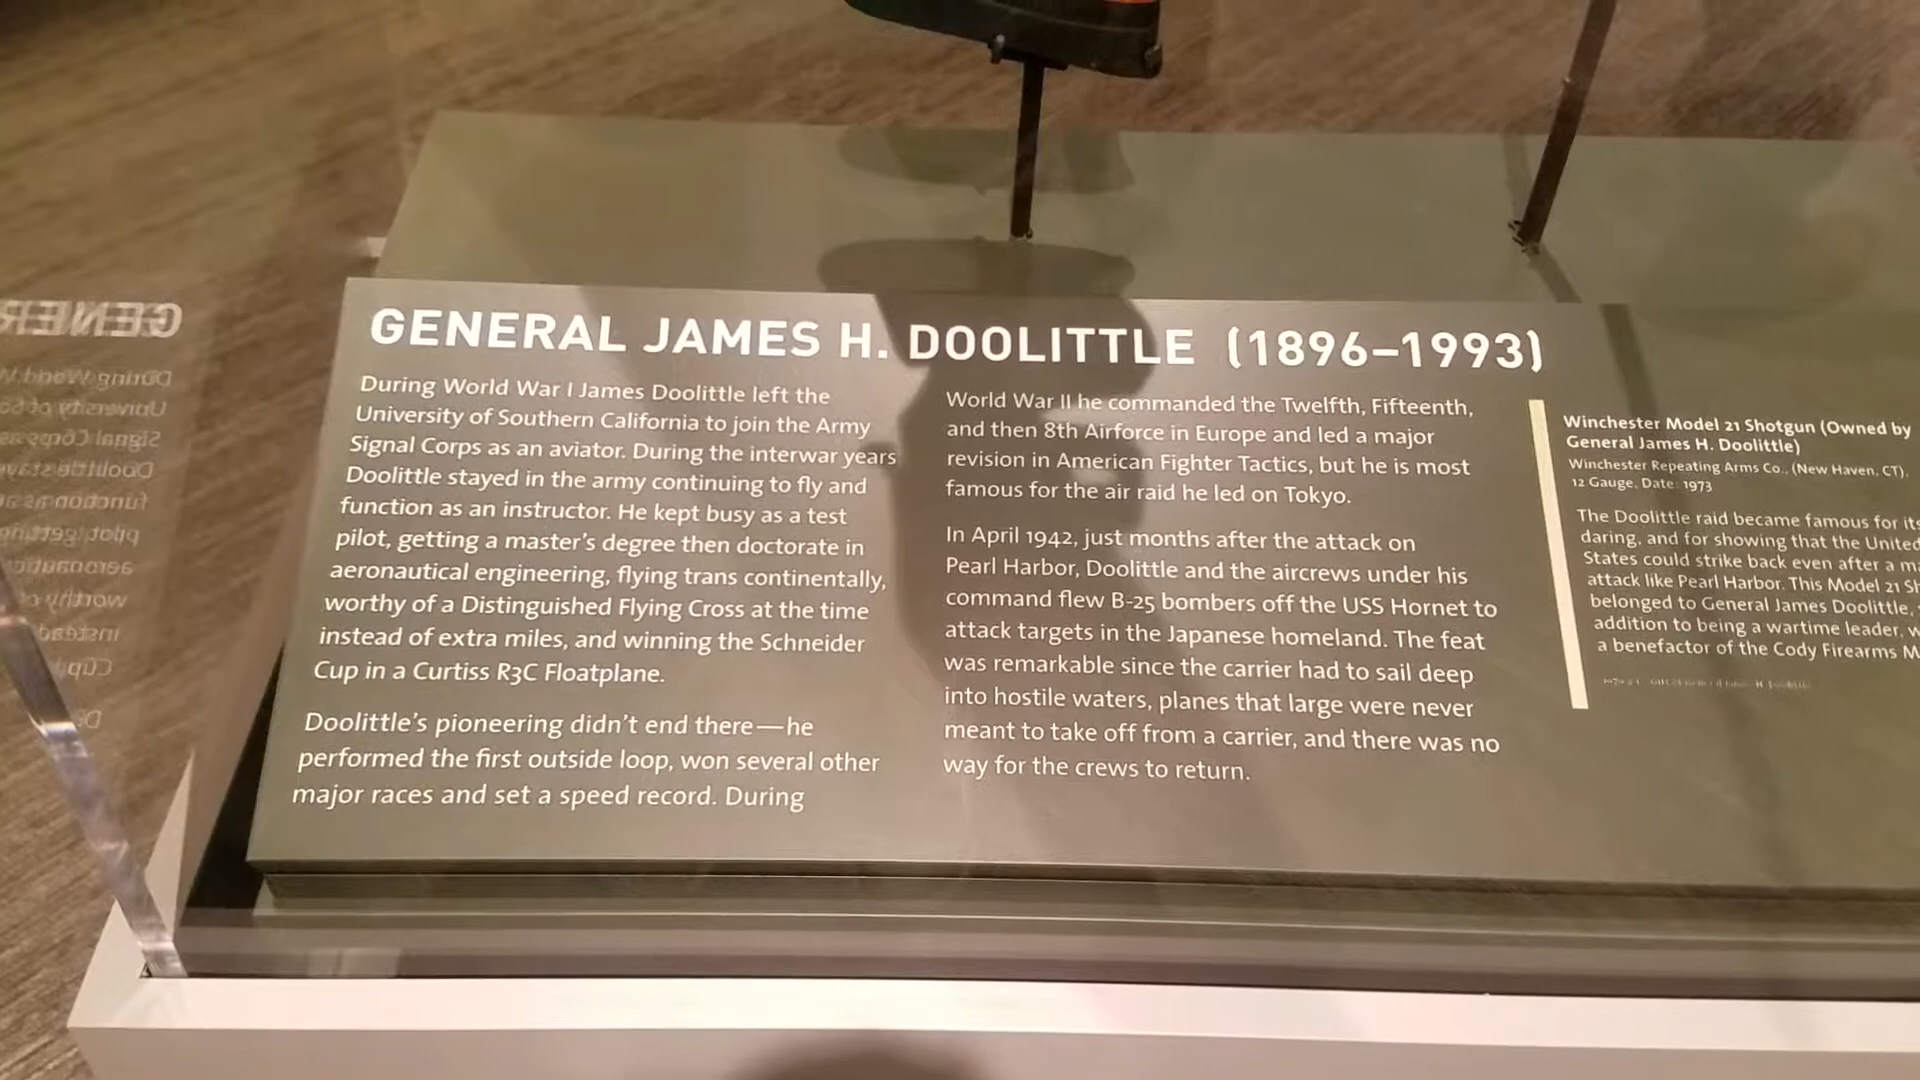 GENERAL JAMES H. DOOLITTLE (1896–1993)
During World War I James Doolittle left the
University of Southern California to join the Army
Signal Corps as an aviator. During the interwar years
Doolittle stayed in the army continuing to fly and
function as an instructor. He kept busy as a test
pilot, getting a master's degree then doctorate in
aeronautical engineering, flying trans continentally,
worthy of a Distinguished Flying Cross at the time
instead of extra miles, and winning the Schneider
Cup in a Curtiss R3C Floatplane.
Doolittle's pioneering didn't end there—he
performed the first outside loop, won several other
major races and set a speed record. During
World War II he commanded the Twelfth, Fifteenth,
and then 8th Airforce in Europe and led a major
revision in American Fighter Tactics, but he is most
famous for the air raid he led on Tokyo.
In April 1942, just months after the attack on
Pearl Harbor, Doolittle and the aircrews under his
command flew B-25 bombers off the USS Hornet to
attack targets in the Japanese homeland. The feat
was remarkable since the carrier had to sail deep
into hostile waters, planes that large were never
meant to take off from a carrier, and there was no
way for the crews to return.
Winchester Model 21 Shotgun (Owned by
General James H. Doolittle)
Winchester Repeating Arms Co., (New Haven, CT).
12 Gauge, Date: 1973
The Doolittle raid became famous for its
daring, and for showing that the United
States could strike back even after a
attack like Pearl Harbor. This Model 21
belonged to General James Doolittle,
addition to being a wartime leader,
a benefactor of the Cody Firearms